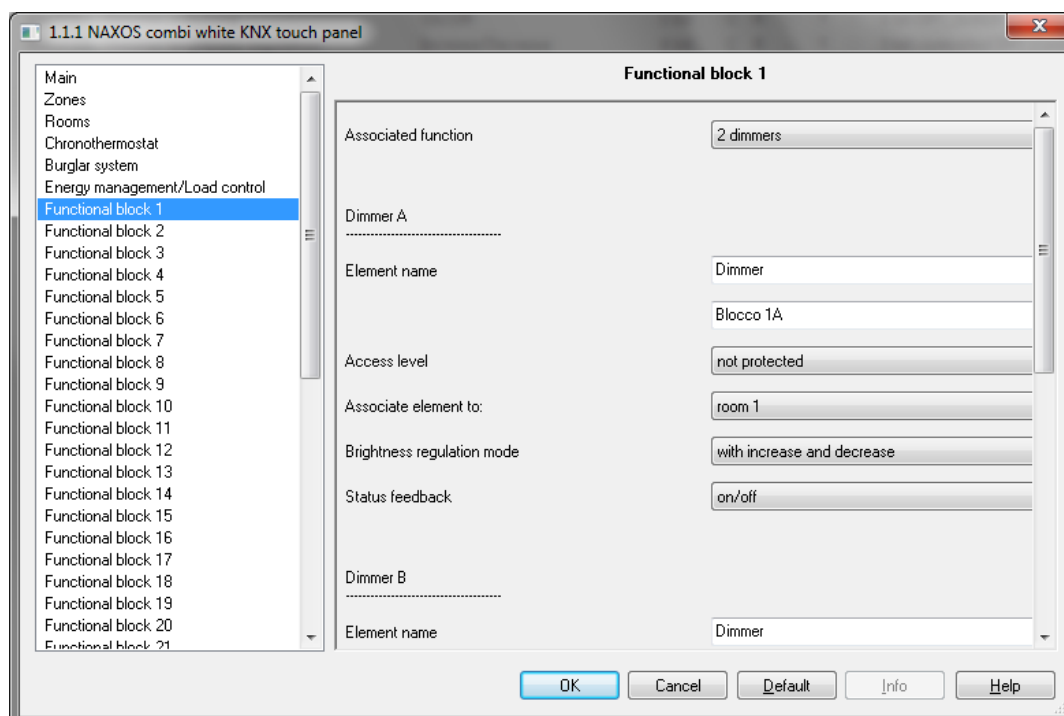 1.1.1 NAXOS combi white KNX touch panel
Main
Zones
Rooms
Chronothermostat
Burglar system
Energy management/Load control
Functional block 1
Functional block 2
Functional block 3
Functional block 4
Functional block 5
Functional block 6
Functional block 7
Functional block 8
Functional block 9
Functional block 10
Functional block 11
Functional block 12
Functional block 13
Functional block 14
Functional block 15
Functional block 16
Functional block 17
Functional block 18
Functional block 19
Functional block 20
Functional block 21
Functional block 1
Associated function 2 dimmers
Dimmer A
------------------------------------
Element name Dimmer
Blocco 1A
Access level not protected
Associate element to: room 1
Brightness regulation mode with increase and decrease
Status feedback on/off
Dimmer B
------------------------------------
Element name Dimmer
OK Cancel Default Info Help